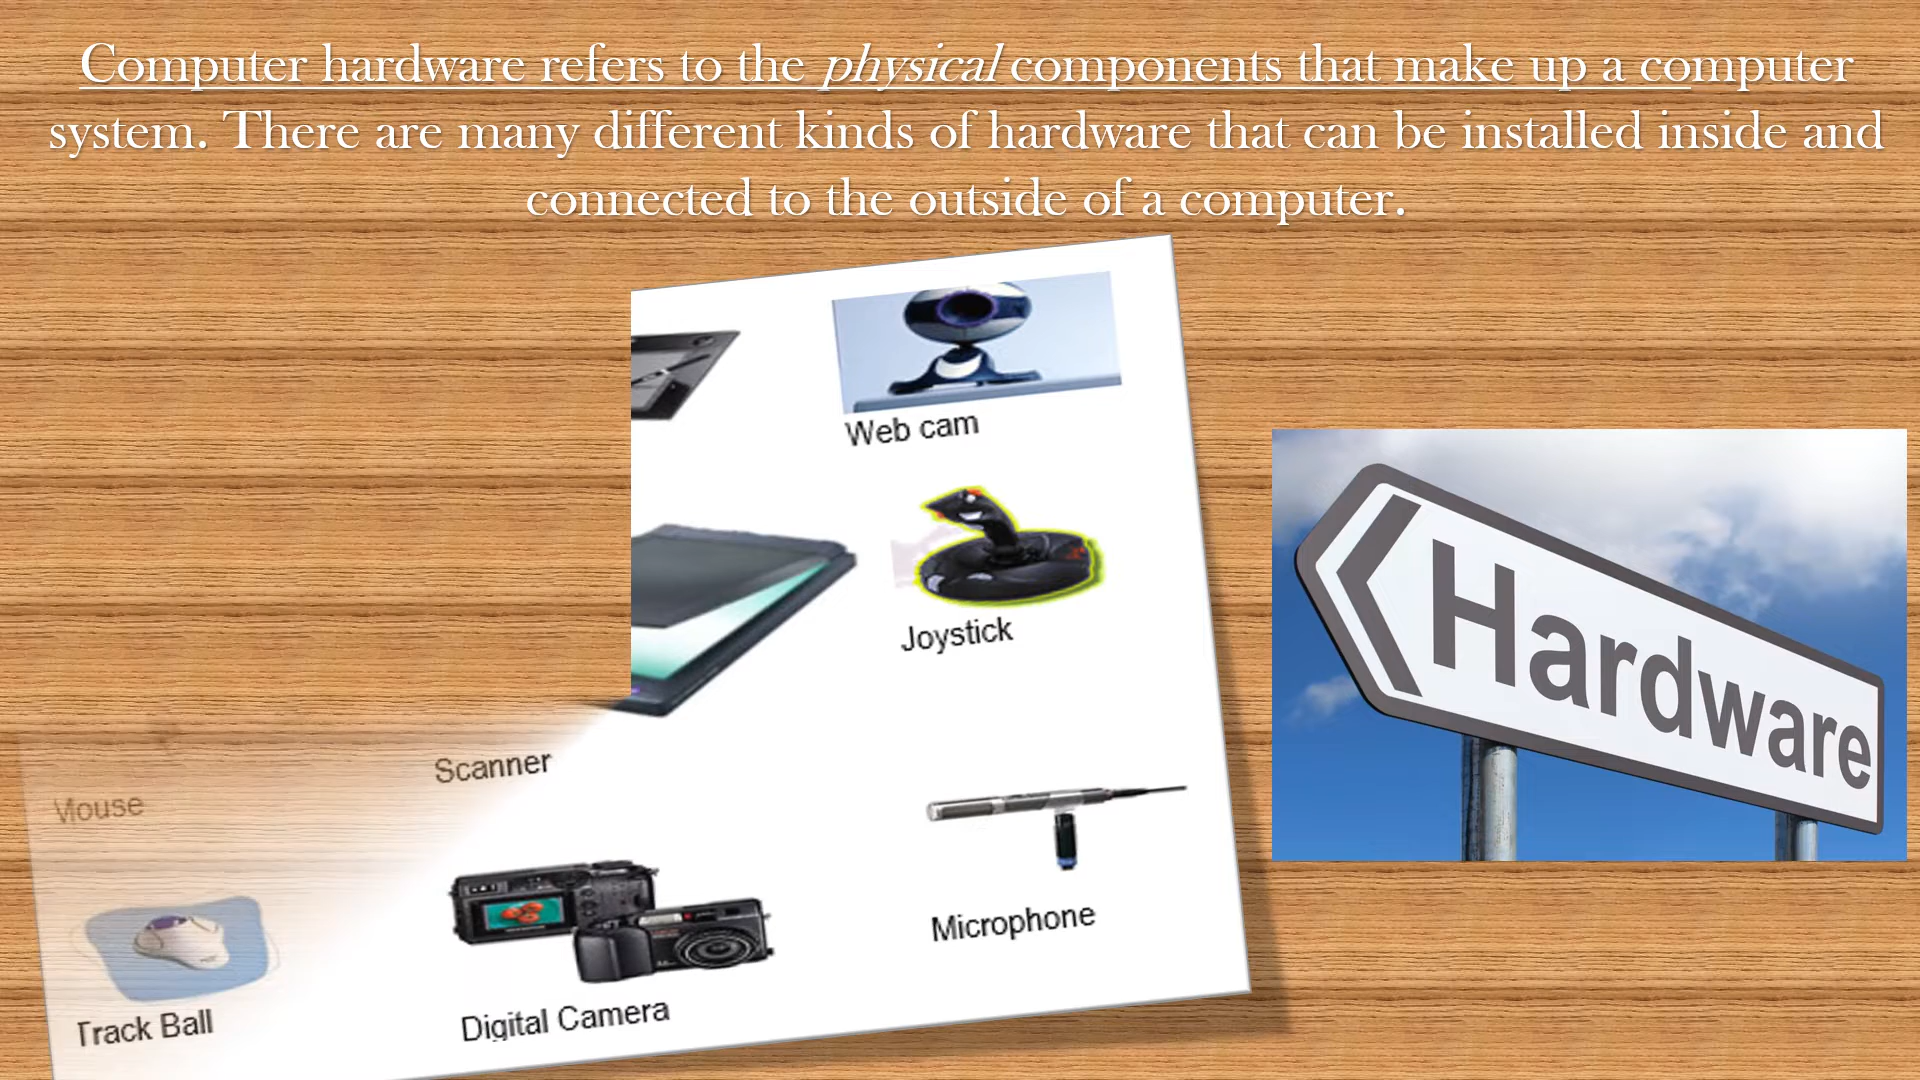 Computer hardware refers to the physical components that make up a computer
system. There are many different kinds of hardware that can be installed inside and
connected to the outside of a computer.
Web cam
Joystick
Hardware
Scanner
Mouse
Microphone
Digital Camera
Track Ball